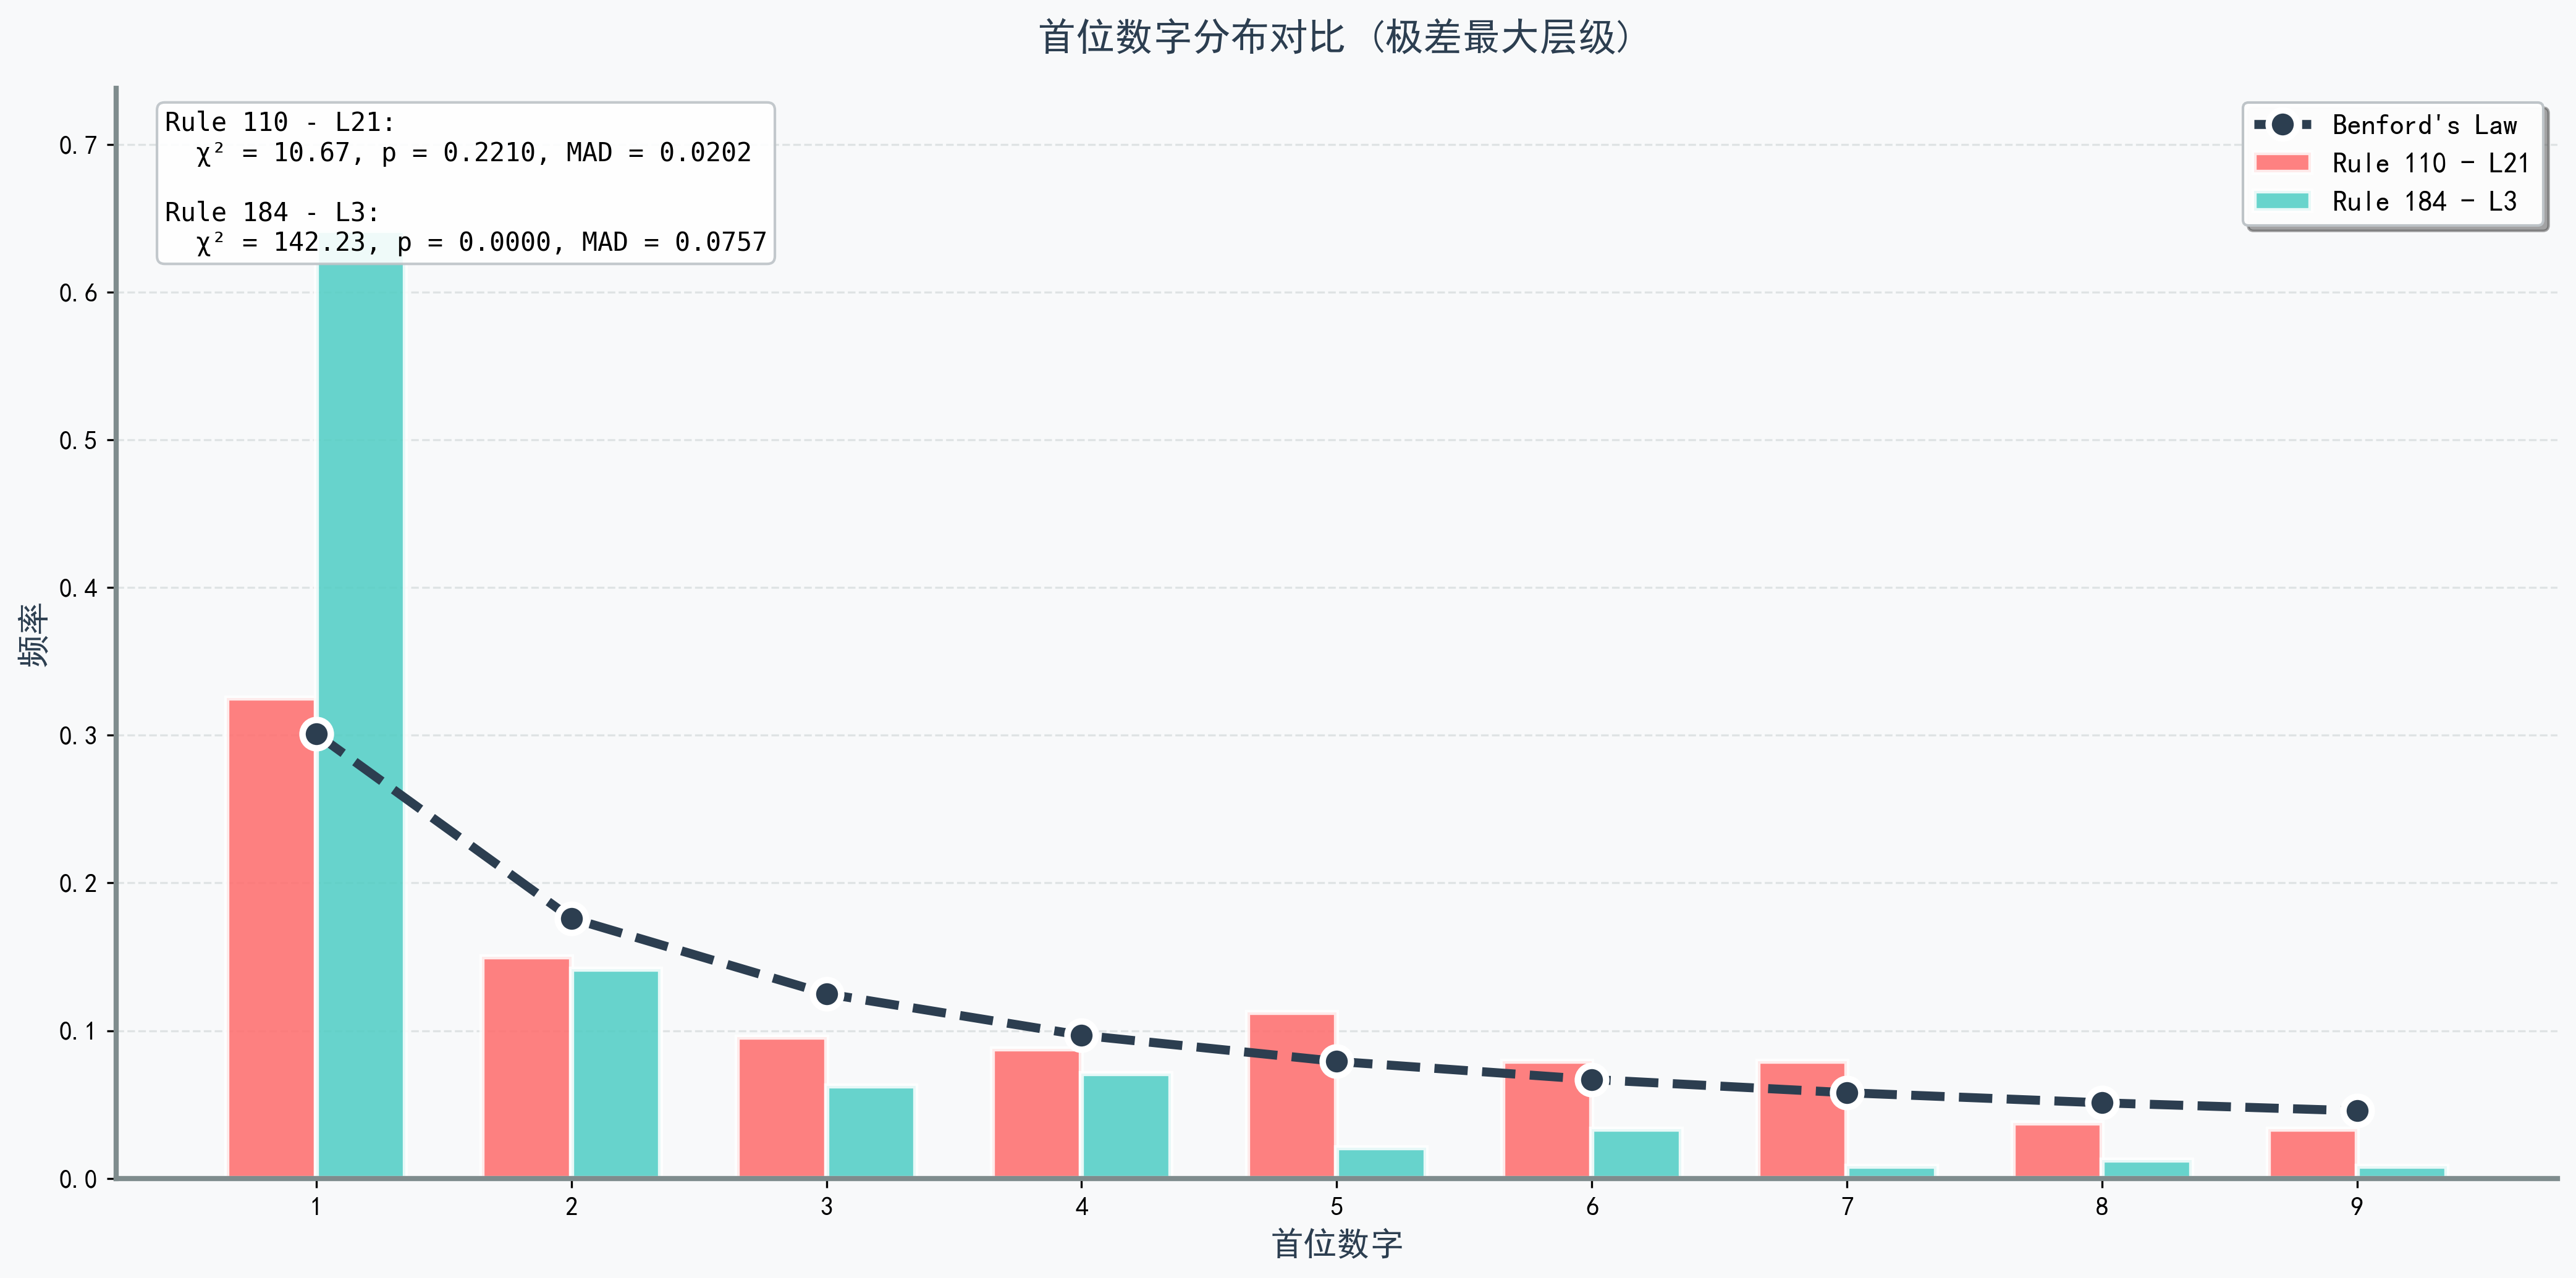 首位数字分布对比 (极差最大层级)
Rule 110 - L21:
χ² = 10.67, p = 0.2210, MAD = 0.0202
Rule 184 - L3:
χ² = 142.23, p = 0.0000, MAD = 0.0757
Benford's Law
Rule 110 - L21
Rule 184 - L3
频率
0.7
0.6
0.5
0.4
0.3
0.2
0.1
0.0
1 2 3 4 5 6 7 8 9
首位数字